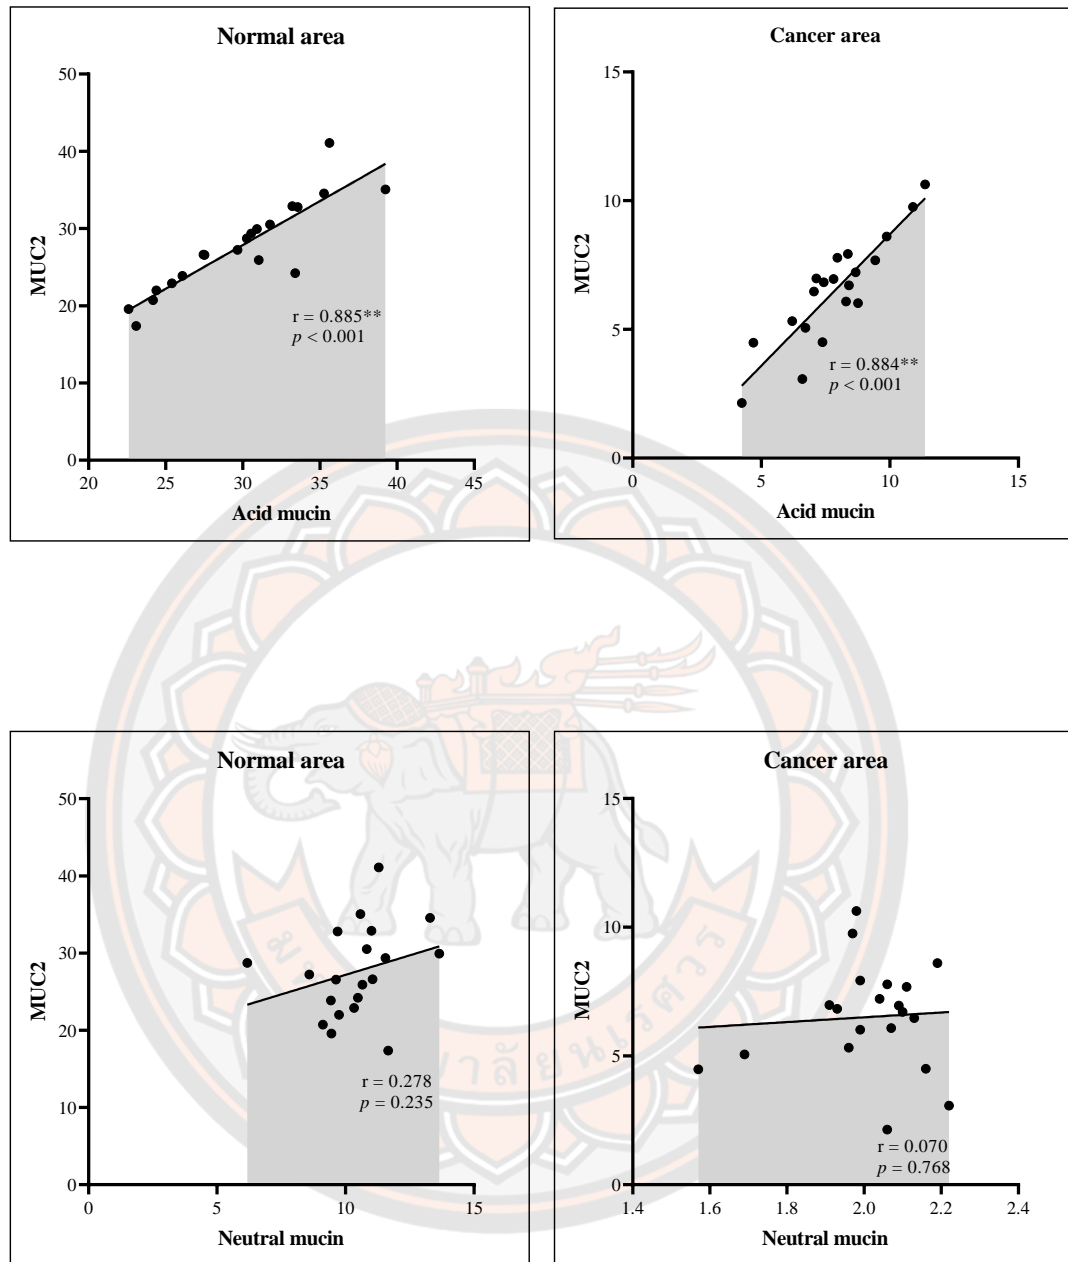 Normal area
50
40
30
20
10
0
MUC2
r = 0.885**
p < 0.001
20 25 30 35 40 45
Acid mucin
Cancer area
15
10
5
0
MUC2
r = 0.884**
p < 0.001
0 5 10 15
Acid mucin
Normal area
50
40
30
20
10
0
MUC2
r = 0.278
p = 0.235
0 5 10 15
Neutral mucin
Cancer area
15
10
5
0
MUC2
r = 0.070
p = 0.768
1.4 1.6 1.8 2.0 2.2 2.4
Neutral mucin